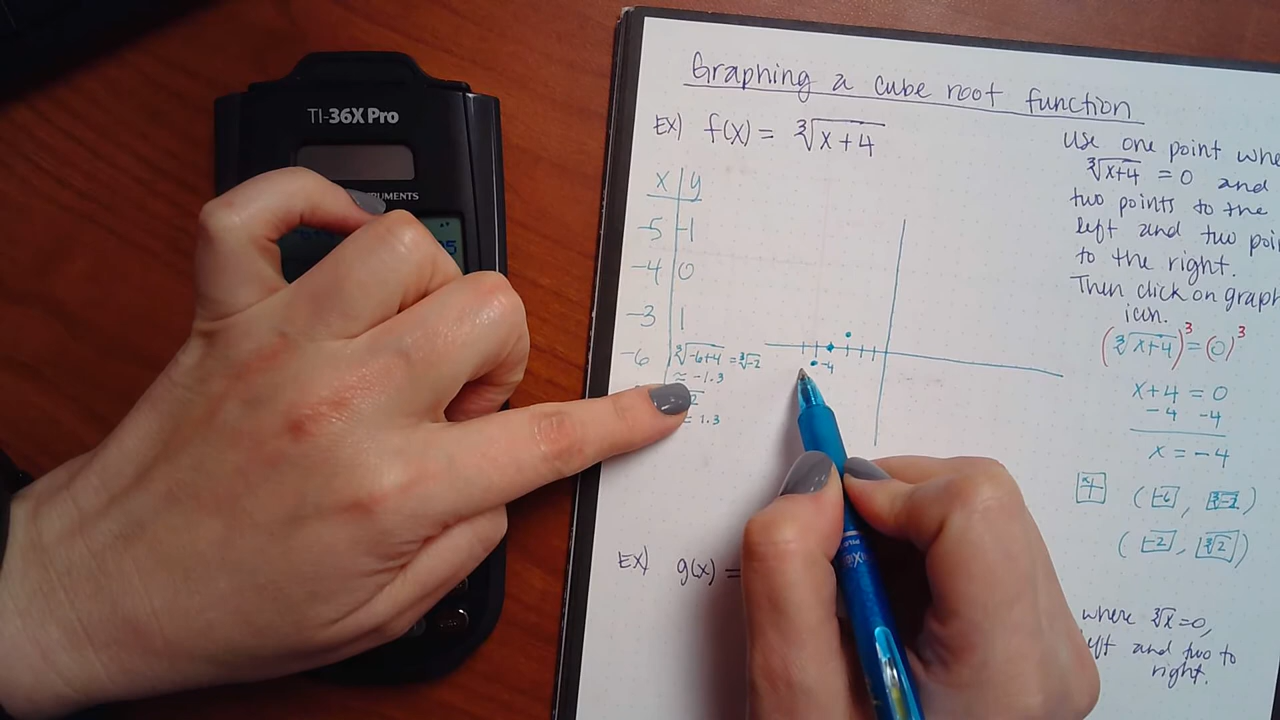 TI-36X Pro
Graphing a cube root function
Ex) f(x) = ∛x+4
x y
-5 -1
-4 0
-3 1
-6 ∛-6+4 = ∛-2
≈ -1.3
2
≈ 1.3
-4
Use one point
∛x+4 = 0 and
two points to the
left and two
to the right.
Then click on graph
icon.
(∛x+4)³ = (0)³
x+4 = 0
-4 -4
x = -4
(-6, ∛-2)
(-2, ∛2)
Ex) g(x) =
where ∛x=0,
and two to
right.